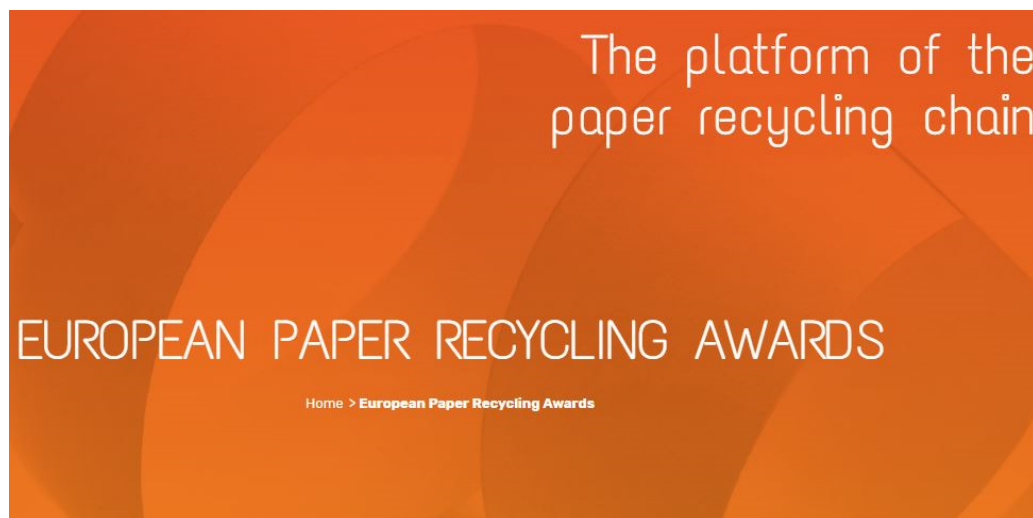 The platform of the
paper recycling chain
EUROPEAN PAPER RECYCLING AWARDS
Home > European Paper Recycling Awards